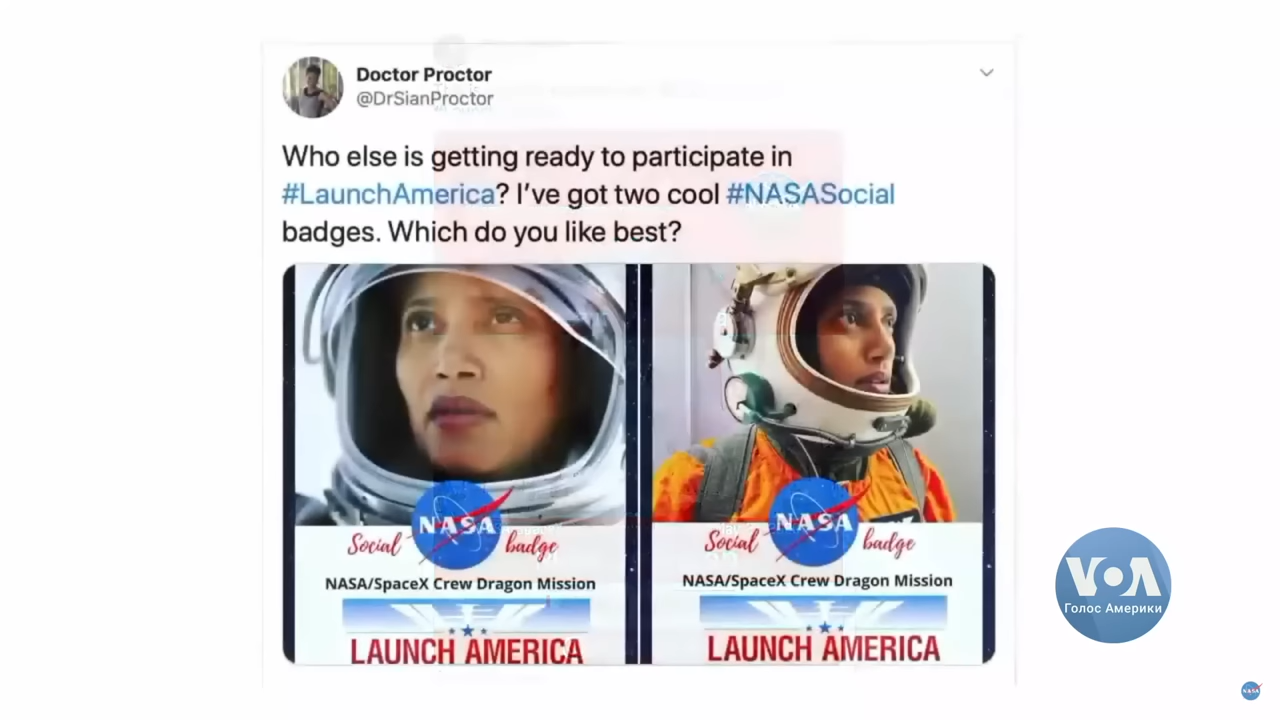 Doctor Proctor
@DrSianProctor
Who else is getting ready to participate in
#LaunchAmerica? I’ve got two cool #NASASocial
badges. Which do you like best?
NASA
Social badge
NASA/SpaceX Crew Dragon Mission
LAUNCH AMERICA
NASA
Social badge
NASA/SpaceX Crew Dragon Mission
LAUNCH AMERICA
VOA
Голос Америки
NASA